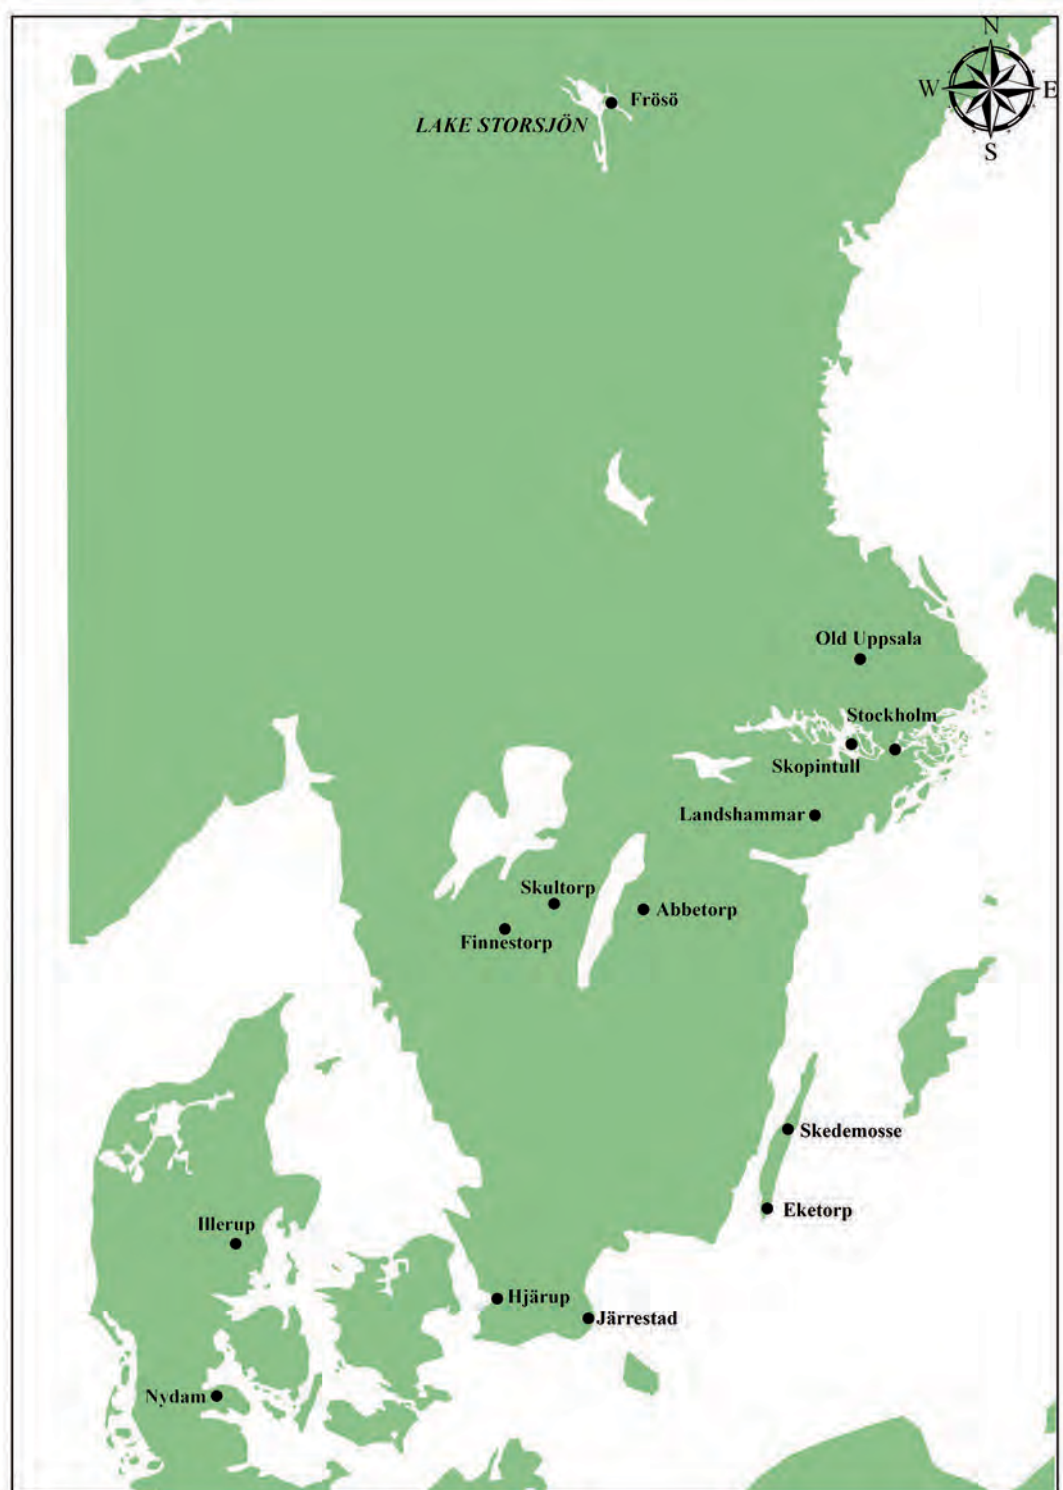 N
W
E
S
Frösö
LAKE STORSJÖN
Old Uppsala
Stockholm
Skopintull
Landshammar
Skultorp
Abbetorp
Finnestorp
Skedemosse
Eketorp
Illerup
Hjärup
Järrestad
Nydam